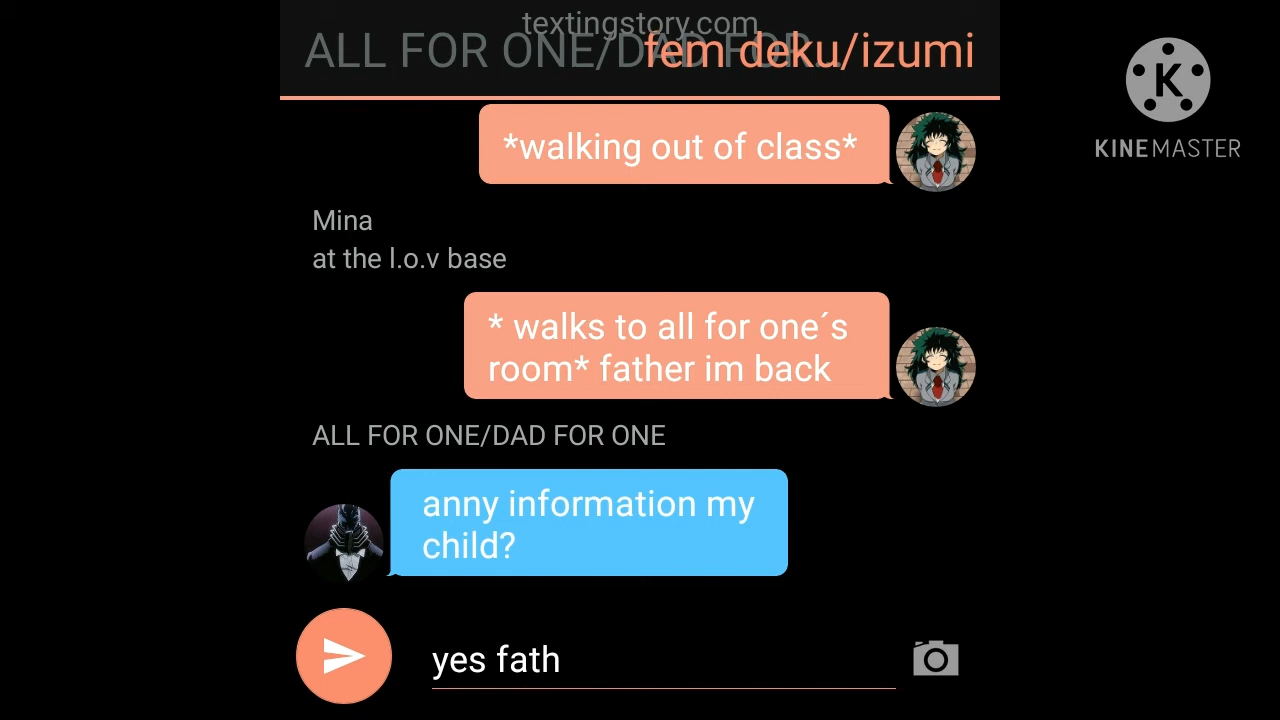 textingstory.com
ALL FOR ONE/DAD FOR...
fem deku/izumi
K
KINEMASTER
*walking out of class*
Mina
at the l.o.v base
* walks to all for one´s
room* father im back
ALL FOR ONE/DAD FOR ONE
anny information my
child?
yes fath